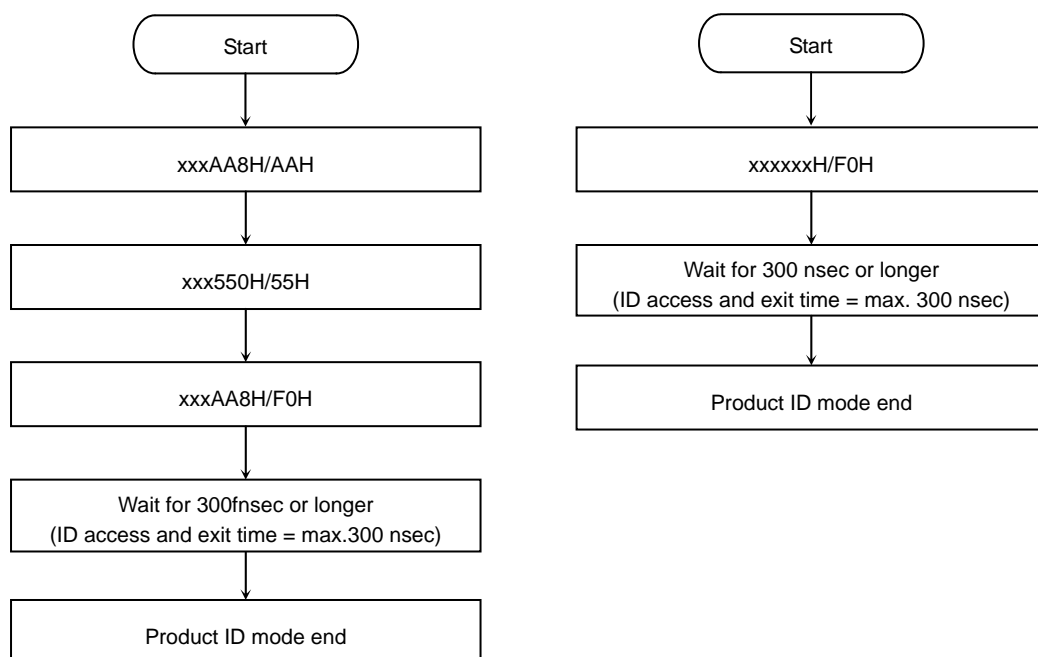 Start
xxxAA8H/AAH
xxx550H/55H
xxxAA8H/F0H
Wait for 300fnsec or longer
(ID access and exit time = max.300 nsec)
Product ID mode end
Start
xxxxxxH/F0H
Wait for 300 nsec or longer
(ID access and exit time = max. 300 nsec)
Product ID mode end